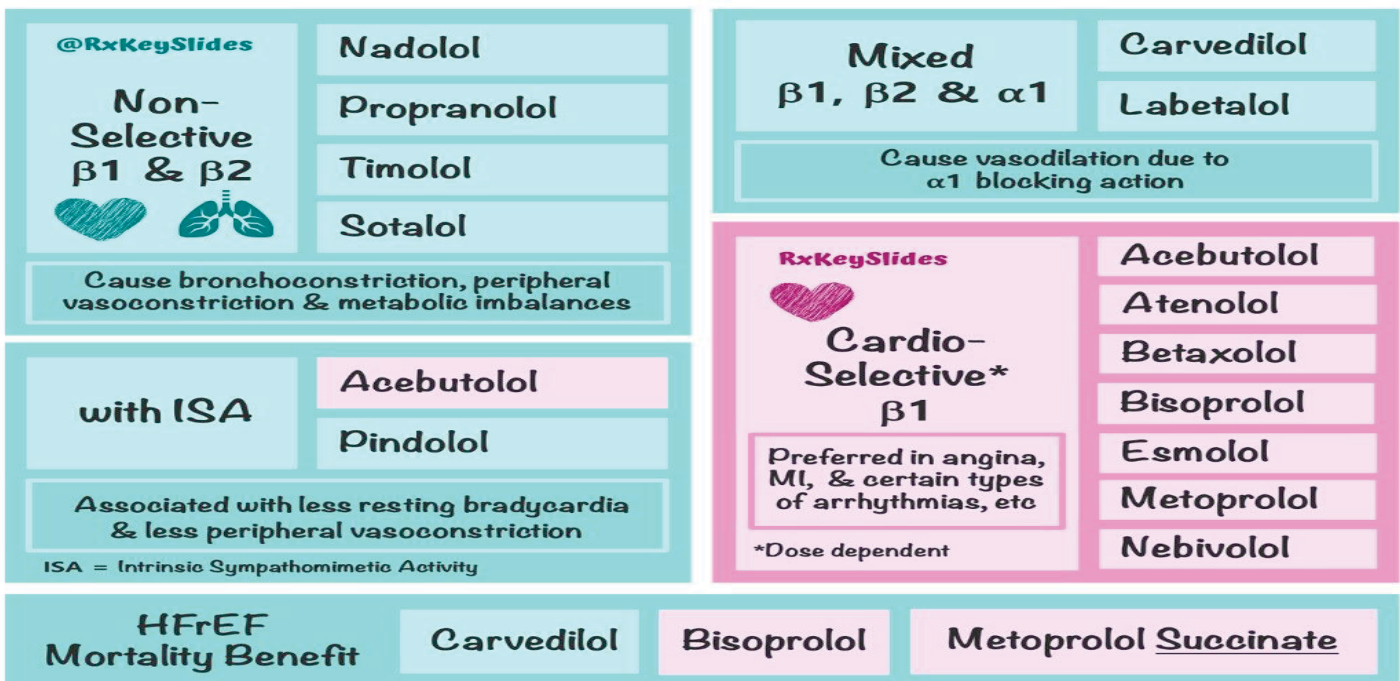 @RxKeySlides
Non-
Selective
β1 & β2
Nadolol
Propranolol
Timolol
Sotalol
Cause bronchoconstriction, peripheral
vasoconstriction & metabolic imbalances
with ISA
Acebutolol
Pindolol
Associated with less resting bradycardia
& less peripheral vasoconstriction
ISA = Intrinsic Sympathomimetic Activity
Mixed
β1, β2 & α1
Carvedilol
Labetalol
Cause vasodilation due to
α1 blocking action
RxKeySlides
Cardio-
Selective*
β1
Preferred in angina,
MI, & certain types
of arrhythmias, etc
*Dose dependent
Acebutolol
Atenolol
Betaxolol
Bisoprolol
Esmolol
Metoprolol
Nebivolol
HFrEF
Mortality Benefit
Carvedilol
Bisoprolol
Metoprolol Succinate